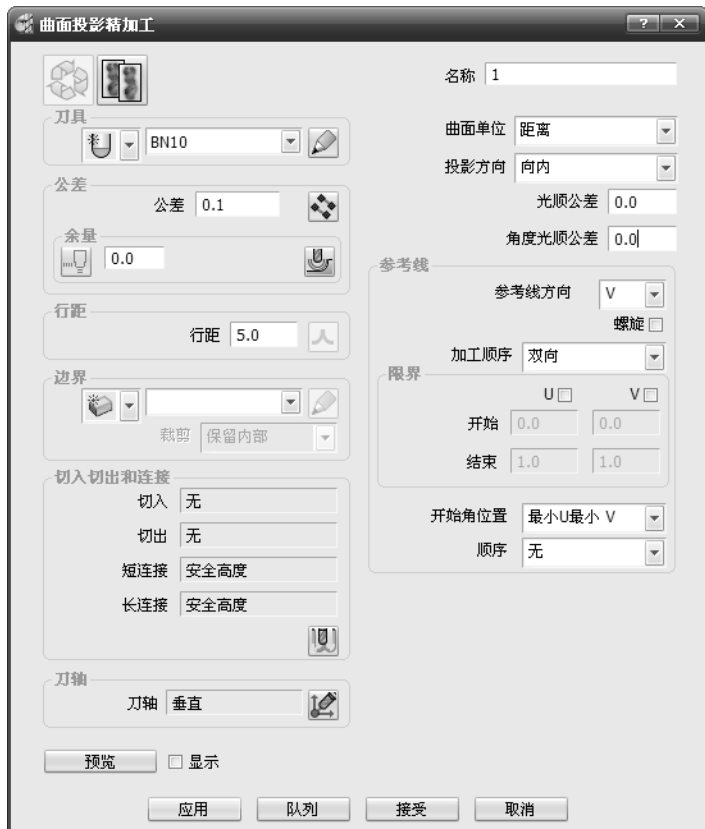 曲面投影精加工
名称 1
刀具
BN10
曲面单位 距离
投影方向 向内
公差
公差 0.1
光顺公差 0.0
余量
0.0
角度光顺公差 0.0
参考线
参考线方向 V
螺旋
行距
行距 5.0
加工顺序 双向
边界
裁剪 保留内部
限界
U V
开始 0.0 0.0
结束 1.0 1.0
切入切出和连接
切入 无
切出 无
短连接 安全高度
长连接 安全高度
开始角位置 最小U最小 V
顺序 无
刀轴
刀轴 垂直
预览 显示
应用 队列 接受 取消